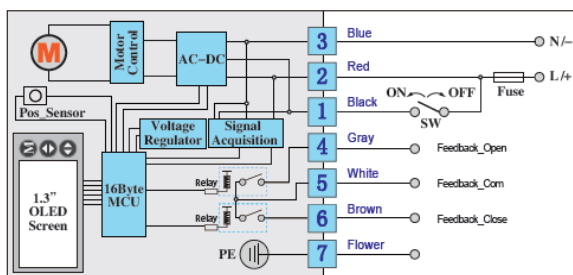 M
Motor
Control
AC-DC
Pos_Sensor
Voltage
Regulator
Signal
Acquisition
1.3"
OLED
Screen
16Byte
MCU
Relay
Relay
PE
3 Blue N/-
2 Red L/+
Fuse
1 Black ON OFF
SW
4 Gray Feedback_Open
5 White Feedback_Com
6 Brown Feedback_Close
7 Flower